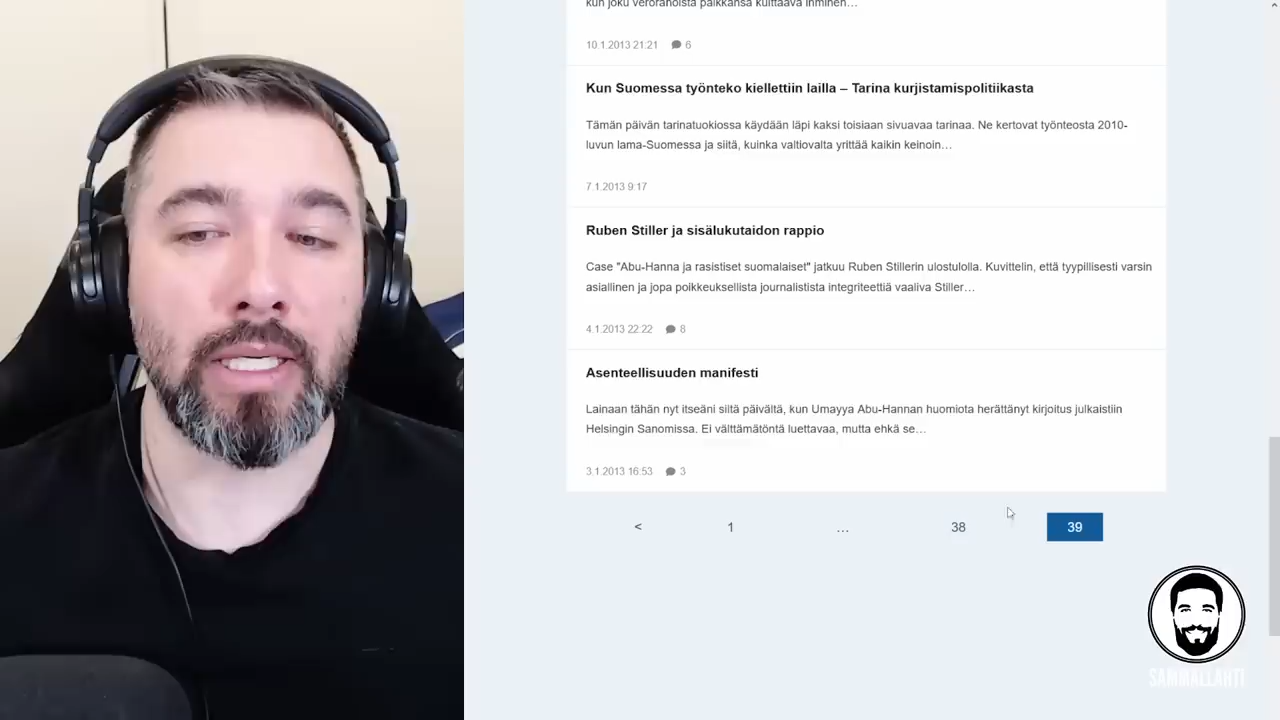 kun joku verorahoista palkkansa kuittaava ihminen…
10.1.2013 21:21 6
Kun Suomessa työnteko kiellettiin lailla – Tarina kurjistamispolitiikasta
Tämän päivän tarinatuokiossa käydään läpi kaksi toisiaan sivuavaa tarinaa. Ne kertovat työnteosta 2010-
luvun lama-Suomessa ja siitä, kuinka valtiovalta yrittää kaikin keinoin…
7.1.2013 9:17
Ruben Stiller ja sisälukutaidon rappio
Case "Abu-Hanna ja rasistiset suomalaiset" jatkuu Ruben Stillerin ulostulolla. Kuvittelin, että tyypillisesti varsin
asiallinen ja jopa poikkeuksellista journalistista integriteettiä vaaliva Stiller…
4.1.2013 22:22 8
Asenteellisuuden manifesti
Lainaan tähän nyt itseäni siltä päivältä, kun Umayya Abu-Hannan huomiota herättänyt kirjoitus julkaistiin
Helsingin Sanomissa. Ei välttämätöntä luettavaa, mutta ehkä se…
3.1.2013 16:53 3
< 1 … 38 39
SAMMALLAHTI